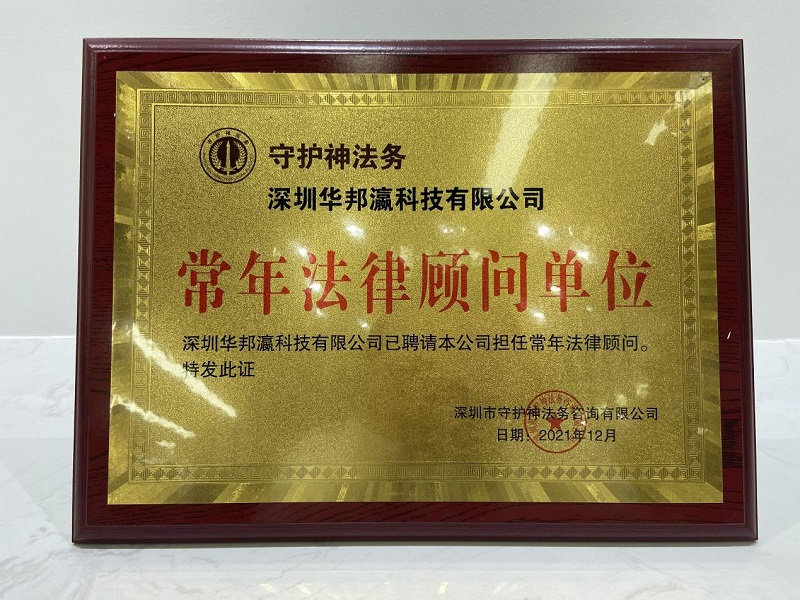 守护神法务
深圳华邦瀛科技有限公司
常年法律顾问单位
深圳华邦瀛科技有限公司已聘请本公司担任常年法律顾问。
特发此证
深圳市守护神法务咨询有限公司
日期：2021年12月